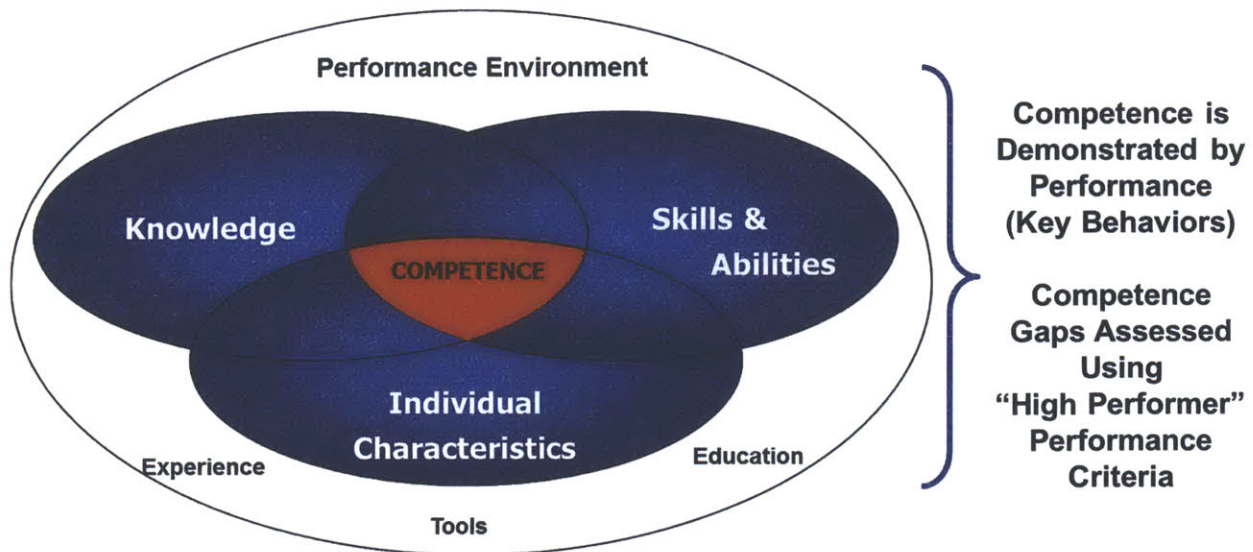 Performance Environment
Knowledge
Skills &
Abilities
COMPETENCE
Individual
Characteristics
Experience
Education
Tools
Competence is
Demonstrated by
Performance
(Key Behaviors)
Competence
Gaps Assessed
Using
“High Performer”
Performance
Criteria